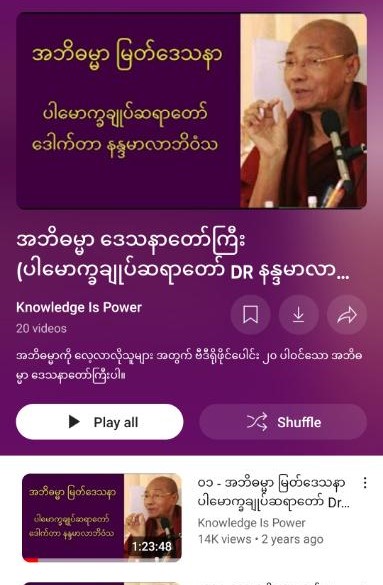 အဘိဓမ္မာ မြတ်ဒေသနာ
ပါမောက္ခချုပ်ဆရာတော်
ဒေါက်တာ နန္ဒမာလာဘိဝံသ
အဘိဓမ္မာ ဒေသနာတော်ကြီး
(ပါမောက္ခချုပ်ဆရာတော် DR နန္ဒမာလာ...
Knowledge Is Power
20 videos
အဘိဓမ္မာကို လေ့လာလိုသူများ အတွက် ဗီဒီရိုဖိုင်ပေါင်း ၂၀ ပါဝင်သော အဘိဓ
မ္မာ ဒေသနာတော်ကြီးပါ။
Play all
Shuffle
အဘိဓမ္မာ မြတ်ဒေသနာ
ပါမောက္ခချုပ်ဆရာတော်
ဒေါက်တာ နန္ဒမာလာဘိဝံသ
1:23:48
၀၁ - အဘိဓမ္မာ မြတ်ဒေသနာ
ပါမောက္ခချုပ်ဆရာတော် Dr...
Knowledge Is Power
14K views • 2 years ago